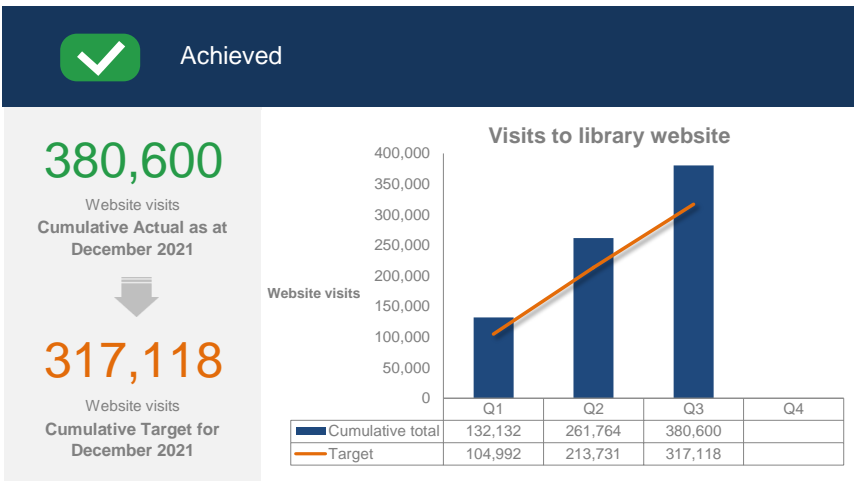 Achieved
380,600
Website visits
Cumulative Actual as at
December 2021
317,118
Website visits
Cumulative Target for
December 2021
Visits to library website
400,000
350,000
300,000
250,000
200,000
150,000
100,000
50,000
0
Website visits
Q1 Q2 Q3 Q4
Cumulative total 132,132 261,764 380,600
Target 104,992 213,731 317,118